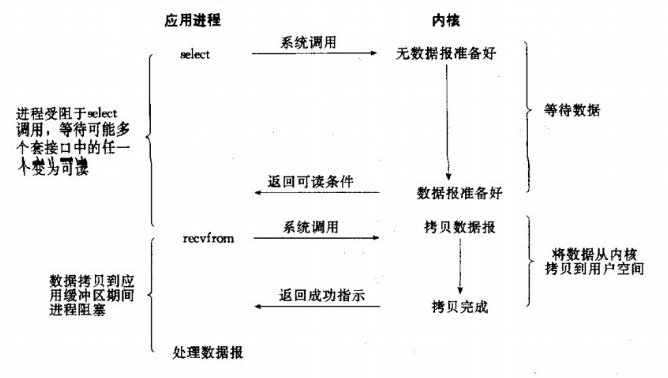 应用进程
内核
select
系统调用
无数据报准备好
进程受阻于select
调用，等待可能多
个套接口中的任一
个变为可读
等待数据
返回可读条件
数据报准备好
recvfrom
系统调用
拷贝数据报
数据拷贝到应
用缓冲区期间
进程阻塞
将数据从内核
拷贝到用户空间
返回成功指示
拷贝完成
处理数据报